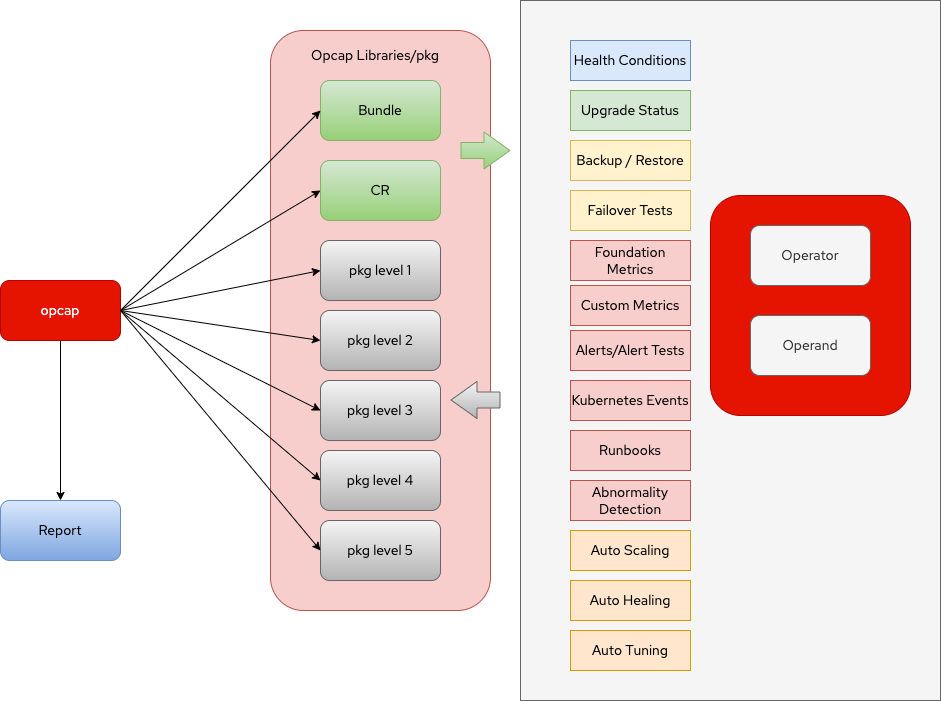 opcap
Report
Opcap Libraries/pkg
Bundle
CR
pkg level 1
pkg level 2
pkg level 3
pkg level 4
pkg level 5
Health Conditions
Upgrade Status
Backup / Restore
Failover Tests
Foundation
Metrics
Custom Metrics
Alerts/Alert Tests
Kubernetes Events
Runbooks
Abnormality
Detection
Auto Scaling
Auto Healing
Auto Tuning
Operator
Operand